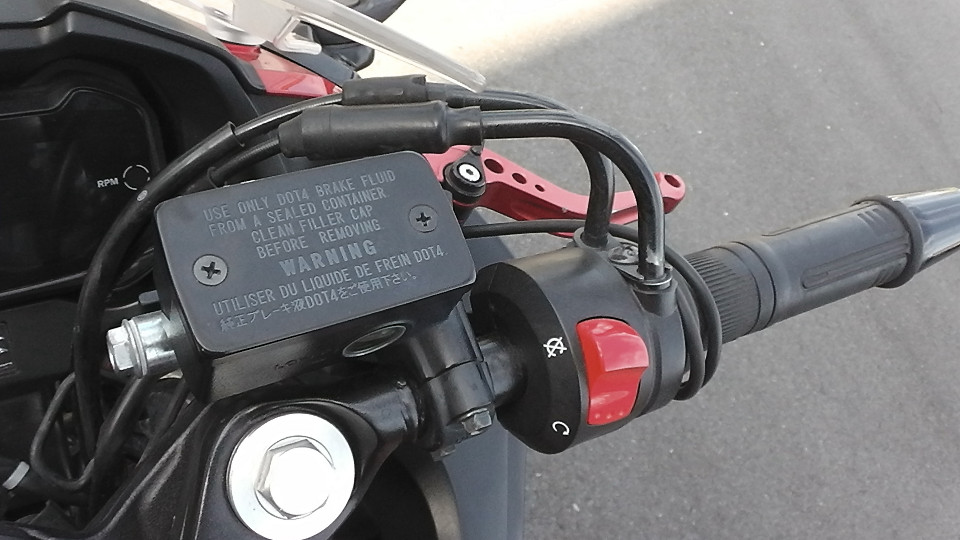 RPM
USE ONLY DOT4 BRAKE FLUID
FROM A SEALED CONTAINER
CLEAN FILLER CAP
BEFORE REMOVING
WARNING
UTILISER DU LIQUIDE DE FREIN DOT4.
純正ブレーキ液DOT4をご使用下さい。